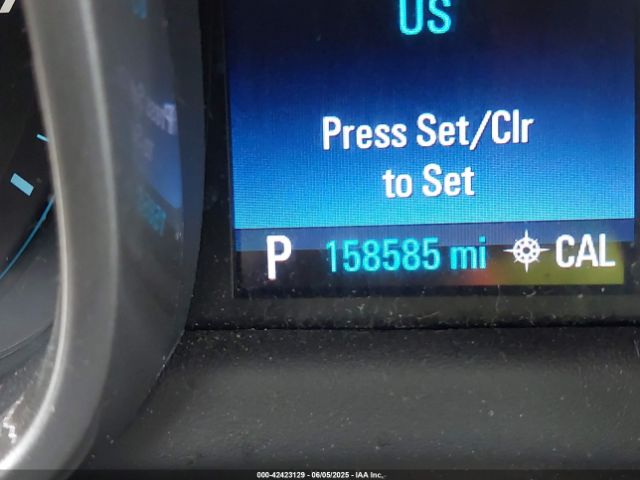 US
Press Set/Clr
to Set
P 158585 mi CAL
000-42423129 - 06/05/2025 - IAA Inc.